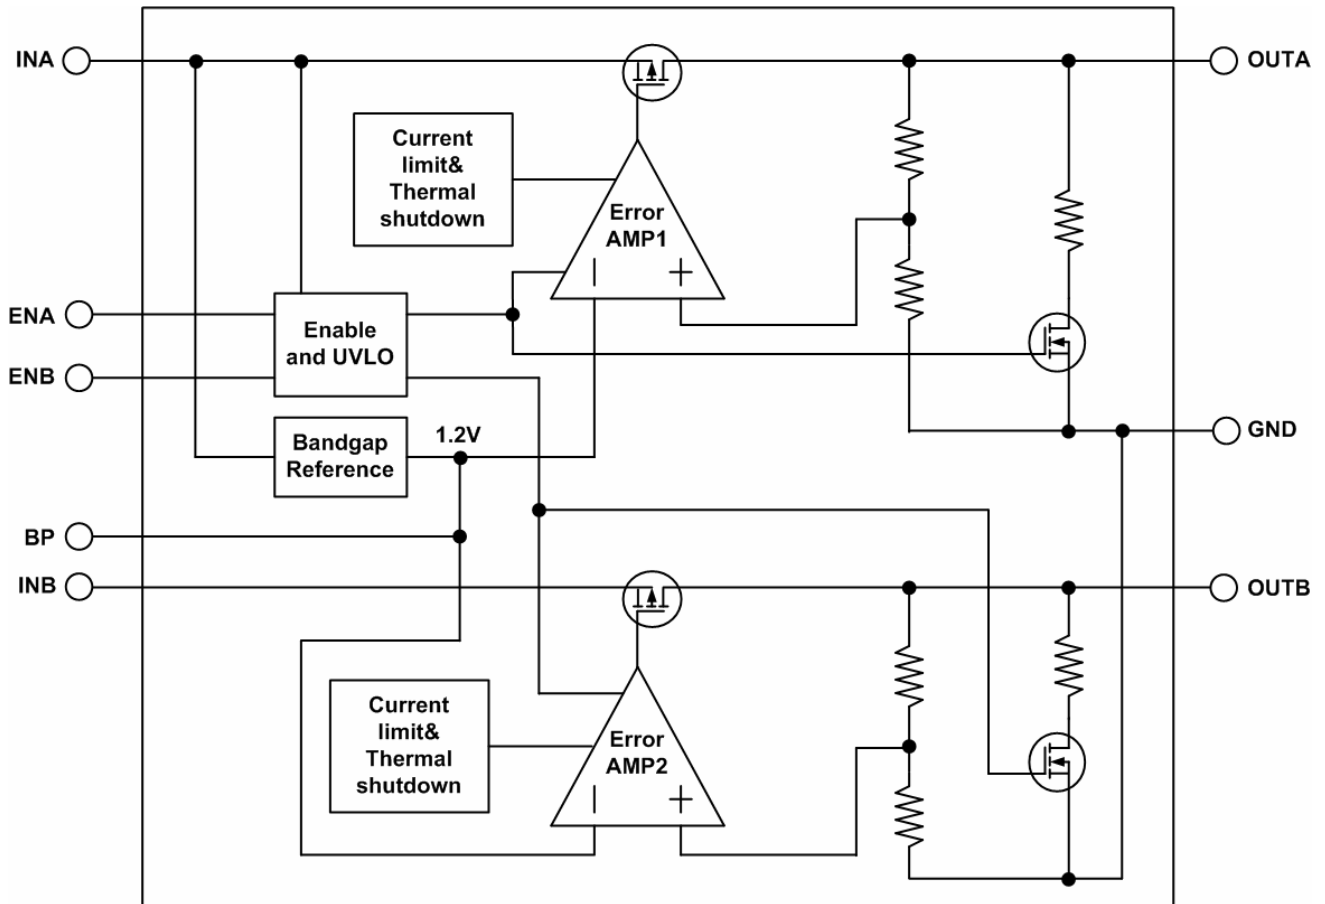 INA
OUTA
Current
limit&
Thermal
shutdown
Error
AMP1
ENA
Enable
and UVLO
ENB
GND
Bandgap
Reference
1.2V
BP
INB
OUTB
Current
limit&
Thermal
shutdown
Error
AMP2